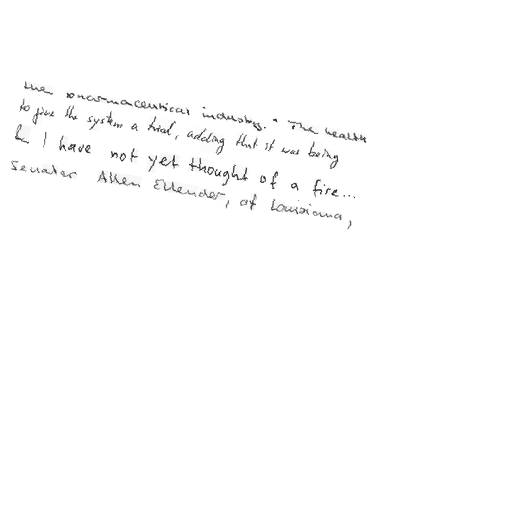 the pharmaceutical industry. " The health
to give the system a trial, adding that it was being
I have not yet thought of a fire...
Senator Allen Ellender, of Louisiana,